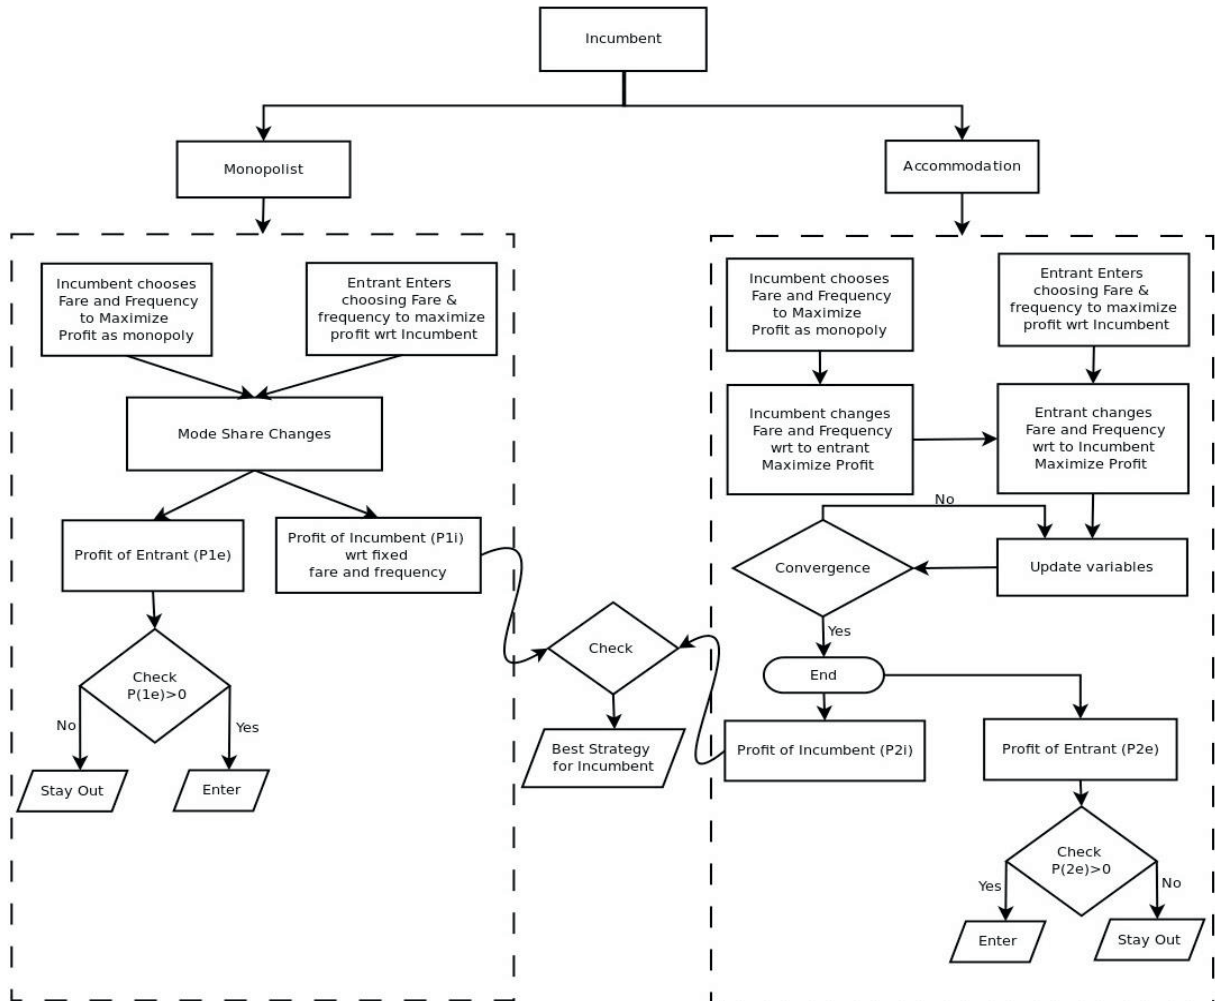 Incumbent
Monopolist
Accommodation
Incumbent chooses
Fare and Frequency
to Maximize
Profit as monopoly
Entrant Enters
choosing Fare &
frequency to maximize
profit wrt Incumbent
Mode Share Changes
Profit of Entrant (P1e)
Profit of Incumbent (P1i)
wrt fixed
fare and frequency
Check
P(1e)>0
No
Yes
Stay Out
Enter
Check
Best Strategy
for Incumbent
Incumbent chooses
Fare and Frequency
to Maximize
Profit as monopoly
Entrant Enters
choosing Fare &
frequency to maximize
profit wrt Incumbent
Incumbent changes
Fare and Frequency
wrt to entrant
Maximize Profit
Entrant changes
Fare and Frequency
wrt to Incumbent
Maximize Profit
No
Convergence
Update variables
Yes
End
Profit of Incumbent (P2i)
Profit of Entrant (P2e)
Check
P(2e)>0
Yes
No
Enter
Stay Out